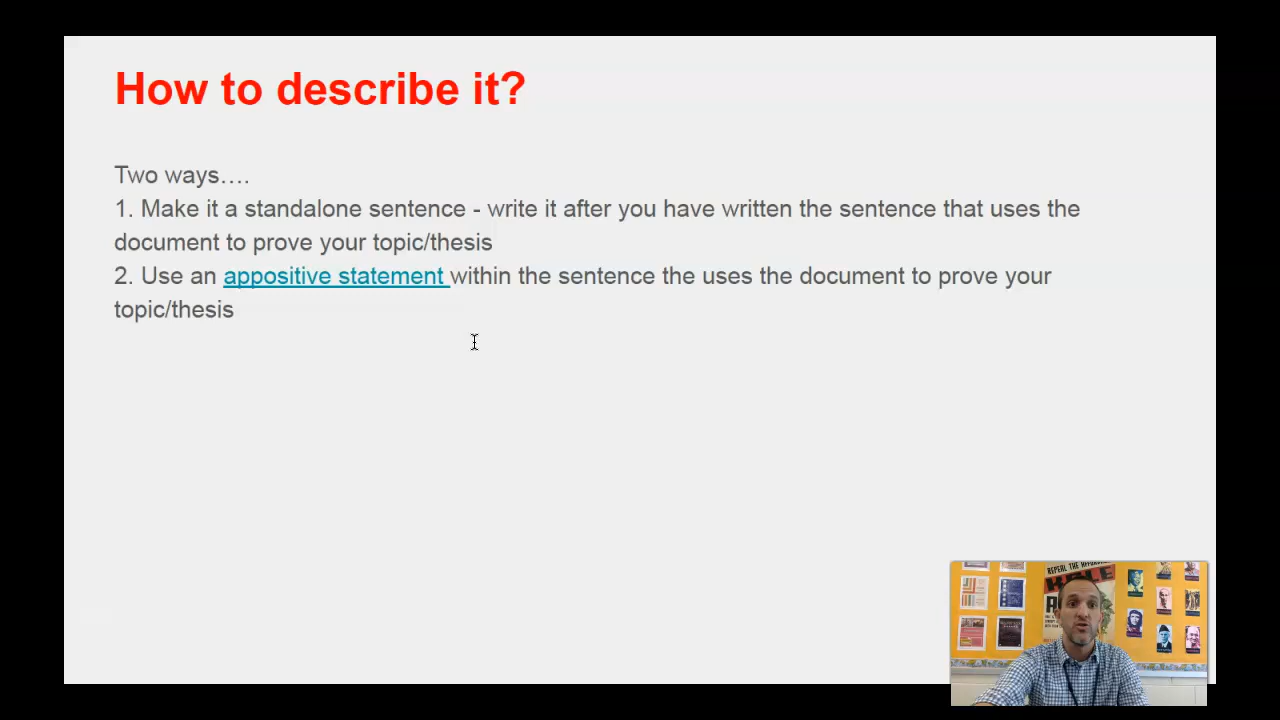 How to describe it?
Two ways….
1. Make it a standalone sentence - write it after you have written the sentence that uses the
document to prove your topic/thesis
2. Use an appositive statement within the sentence the uses the document to prove your
topic/thesis
REPEAL THE